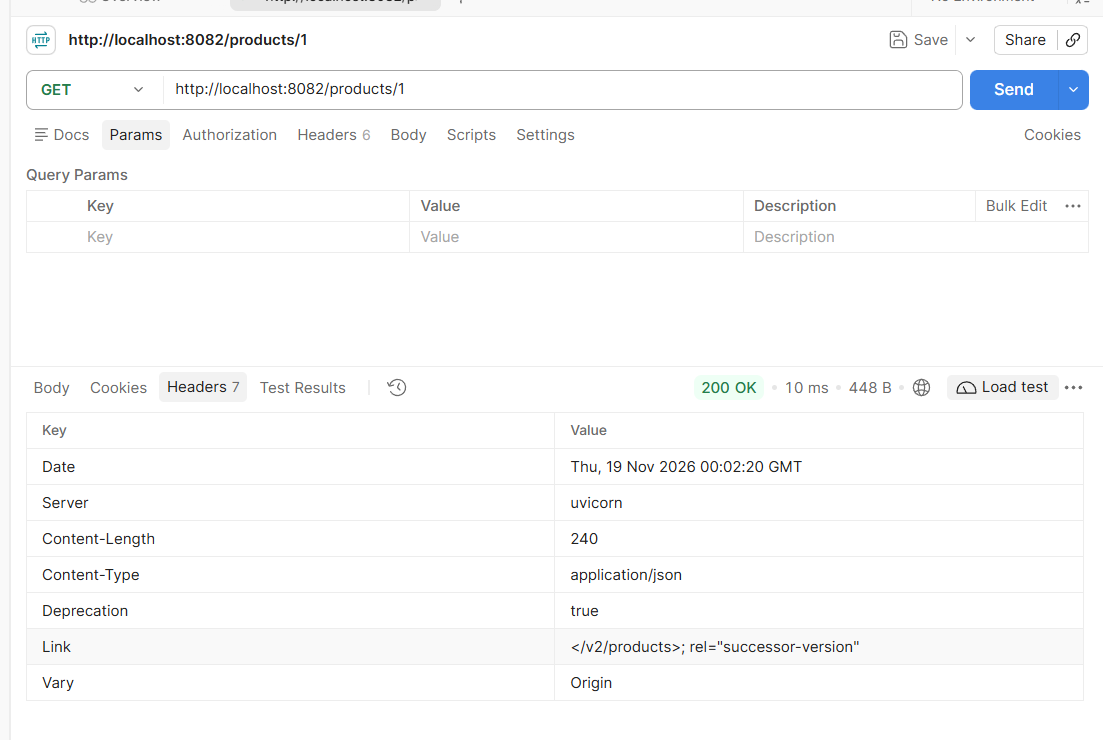 HTTP http://localhost:8082/products/1 Save Share
GET http://localhost:8082/products/1 Send
Docs Params Authorization Headers 6 Body Scripts Settings Cookies
Query Params
Key Value Description Bulk Edit
Key Value Description
Body Cookies Headers 7 Test Results 200 OK 10 ms 448 B Load test
Key Value
Date Thu, 19 Nov 2026 00:02:20 GMT
Server uvicorn
Content-Length 240
Content-Type application/json
Deprecation true
Link </v2/products>; rel="successor-version"
Vary Origin